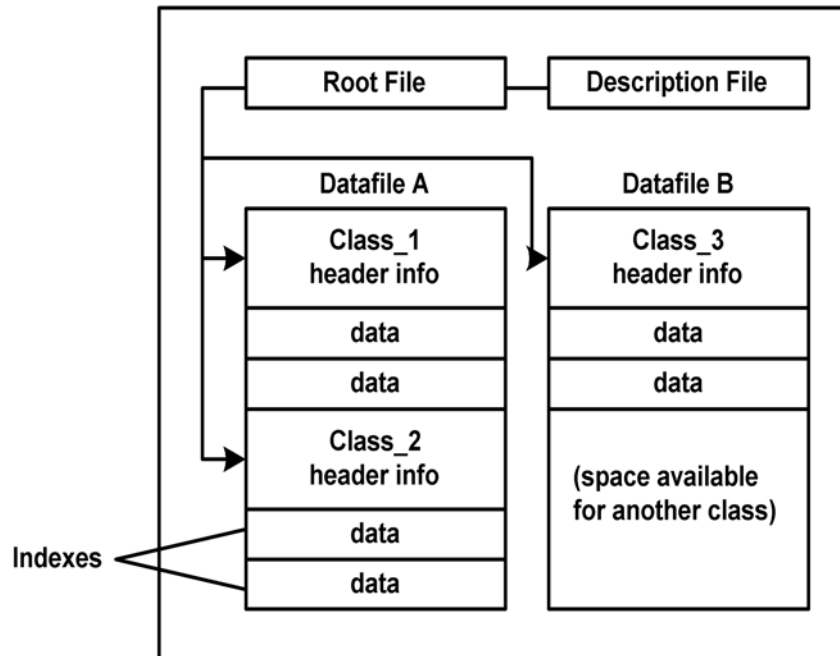 Root File
Description File
Datafile A
Datafile B
Class_1
header info
data
data
Class_2
header info
data
data
Class_3
header info
data
data
(space available
for another class)
Indexes